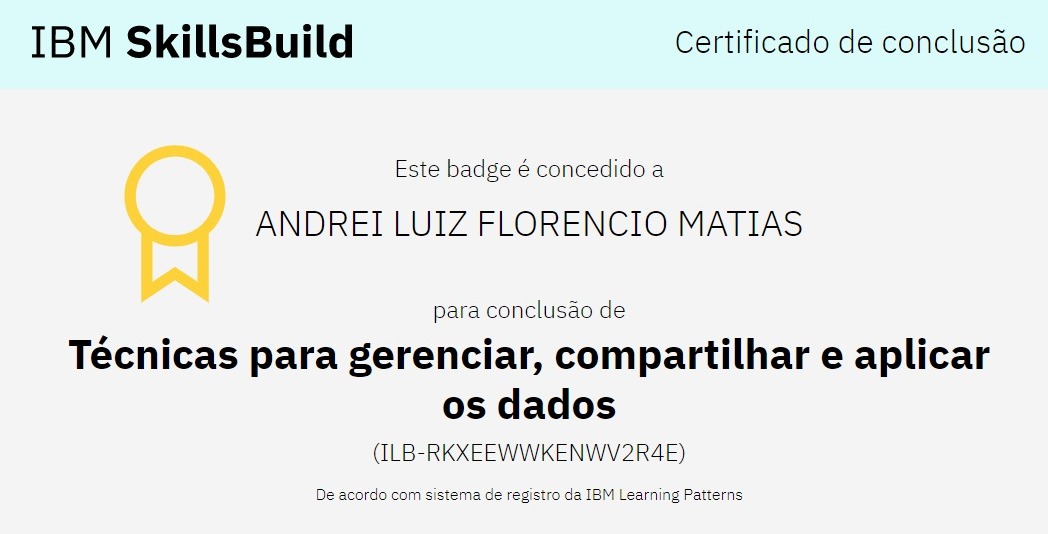 IBM SkillsBuild
Certificado de conclusão
Este badge é concedido a
ANDREI LUIZ FLORENCIO MATIAS
para conclusão de
Técnicas para gerenciar, compartilhar e aplicar
os dados
(ILB-RKXEEWWKENWV2R4E)
De acordo com sistema de registro da IBM Learning Patterns